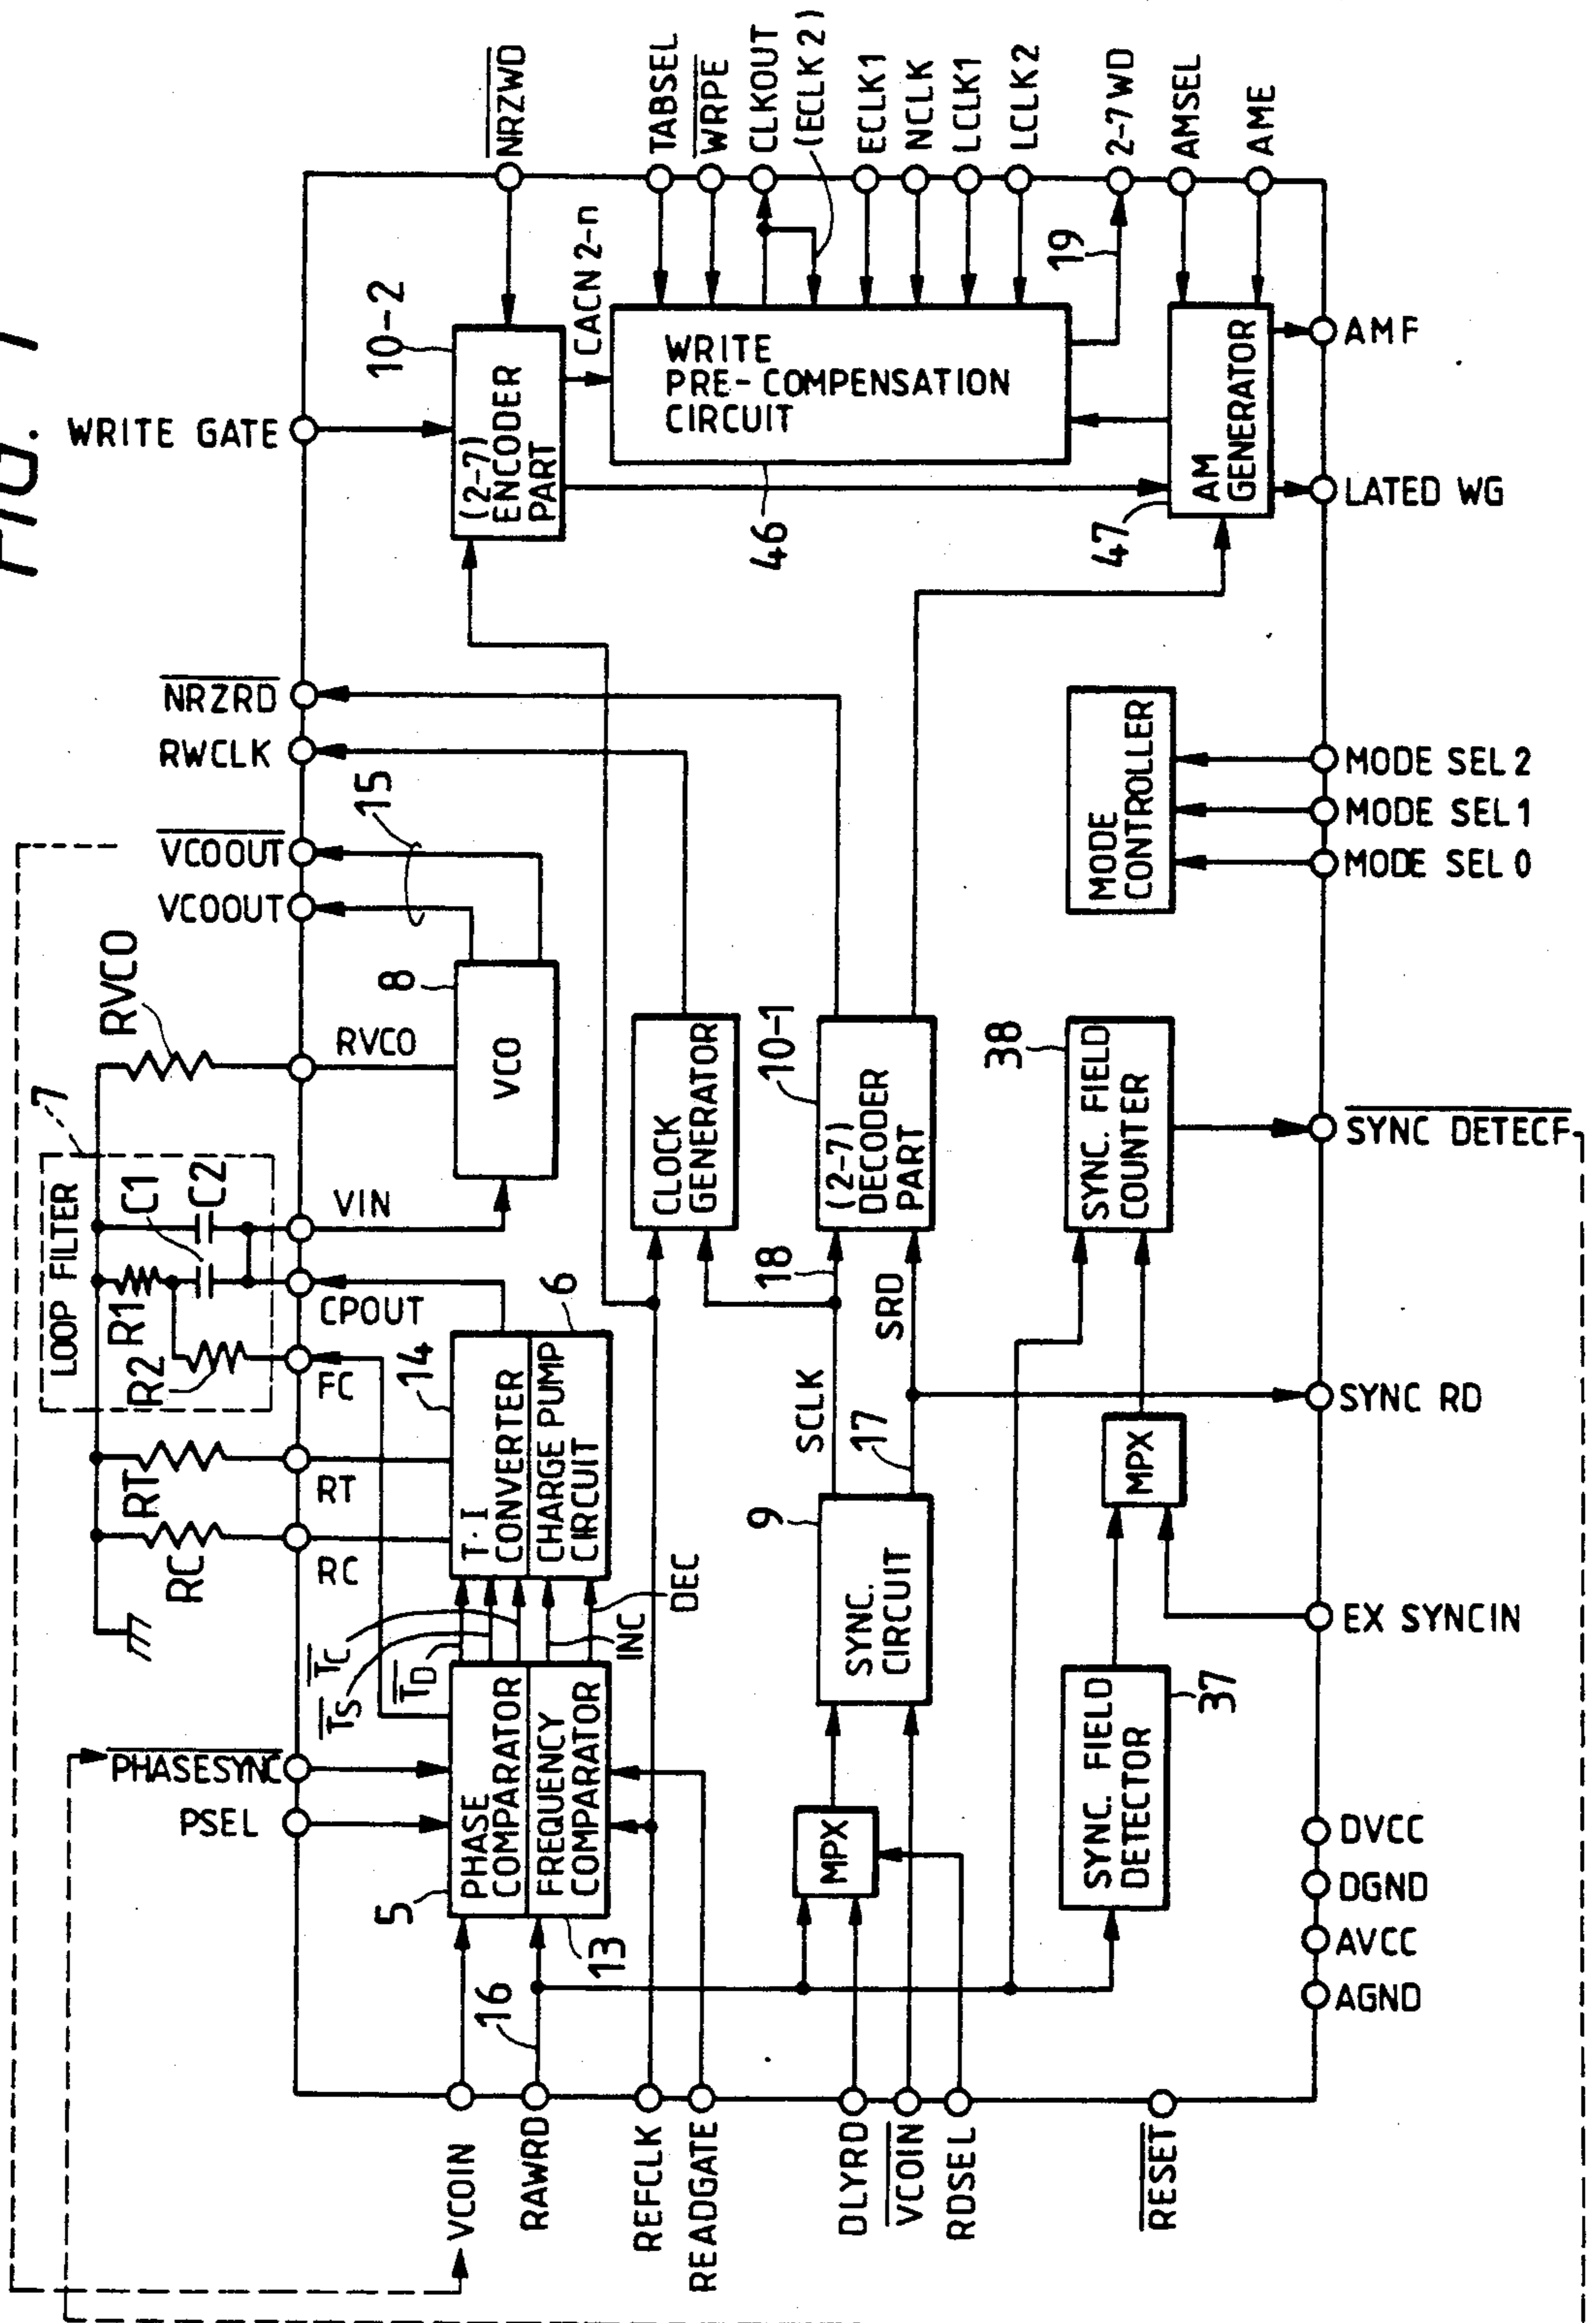 FIG. 1
WRITE GATE
NRZRD
RWCLK
VCOOUT
VCOOUT
15
RVCO
RVCO
7
LOOP FILTER
C1
C2
R1
R2
VIN
CPOUT
FC
RT
RT
RC
RC
PHASESYNC
PSEL
NRZWD
TABSEL
WRPE
CLKOUT
(ECLK2)
ECLK1
NCLK
LCLK1
LCLK2
2-7WD
AMSEL
AME
10-2
(2-7)
ENCODER
PART
CACN 2-n
WRITE
PRE-COMPENSATION
CIRCUIT
46
19
47
AM
GENERATOR
AMF
LATED WG
8
VCO
CLOCK
GENERATOR
10-1
(2-7)
DECODER
PART
18
SRD
SCLK
17
MODE
CONTROLLER
MODE SEL 2
MODE SEL 1
MODE SEL 0
38
SYNC. FIELD
COUNTER
SYNC DETECF
14
6
T·I
CONVERTER
CHARGE PUMP
CIRCUIT
TC
TS
TD
INC
DEC
5
PHASE
COMPARATOR
FREQUENCY
COMPARATOR
13
16
9
SYNC.
CIRCUIT
MPX
MPX
SYNC RD
EX SYNCIN
SYNC. FIELD
DETECTOR
37
DVCC
DGND
AVCC
AGND
VCOIN
RAWRD
REFCLK
READGATE
DLYRD
VCOIN
RDSEL
RESET